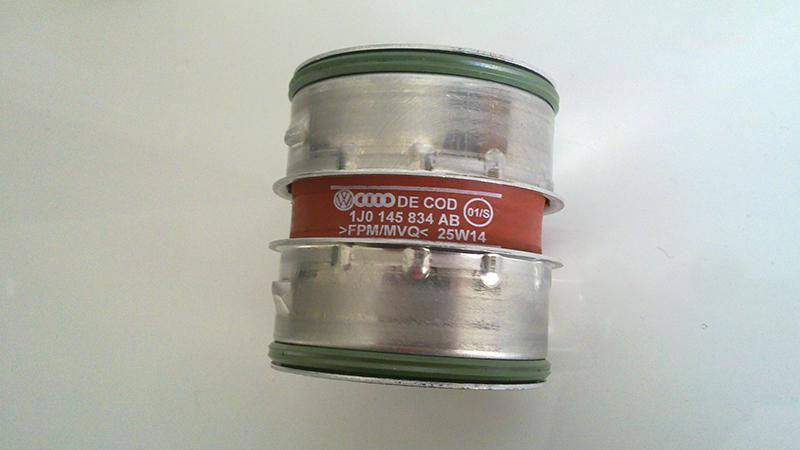 DE COD
1J0 145 834 AB
01/S
>FPM/MVQ< 25W14